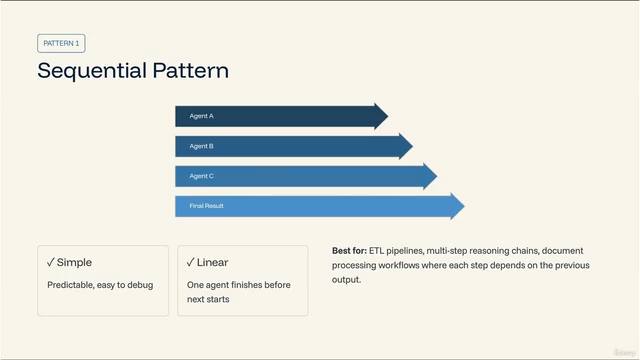 PATTERN 1
Sequential Pattern
Agent A
Agent B
Agent C
Final Result
✓ Simple
Predictable, easy to debug
✓ Linear
One agent finishes before
next starts
Best for: ETL pipelines, multi-step reasoning chains, document
processing workflows where each step depends on the previous
output.
Udemy